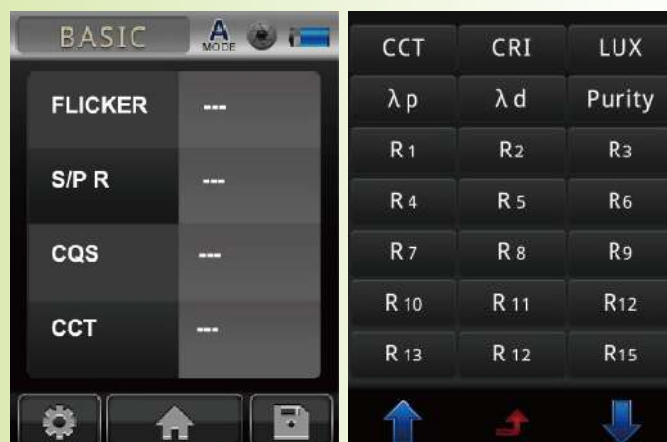 BASIC A MODE
FLICKER ---
S/P R ---
CQS ---
CCT ---
CCT CRI LUX
λp λd Purity
R1 R2 R3
R4 R5 R6
R7 R8 R9
R10 R11 R12
R13 R12 R15